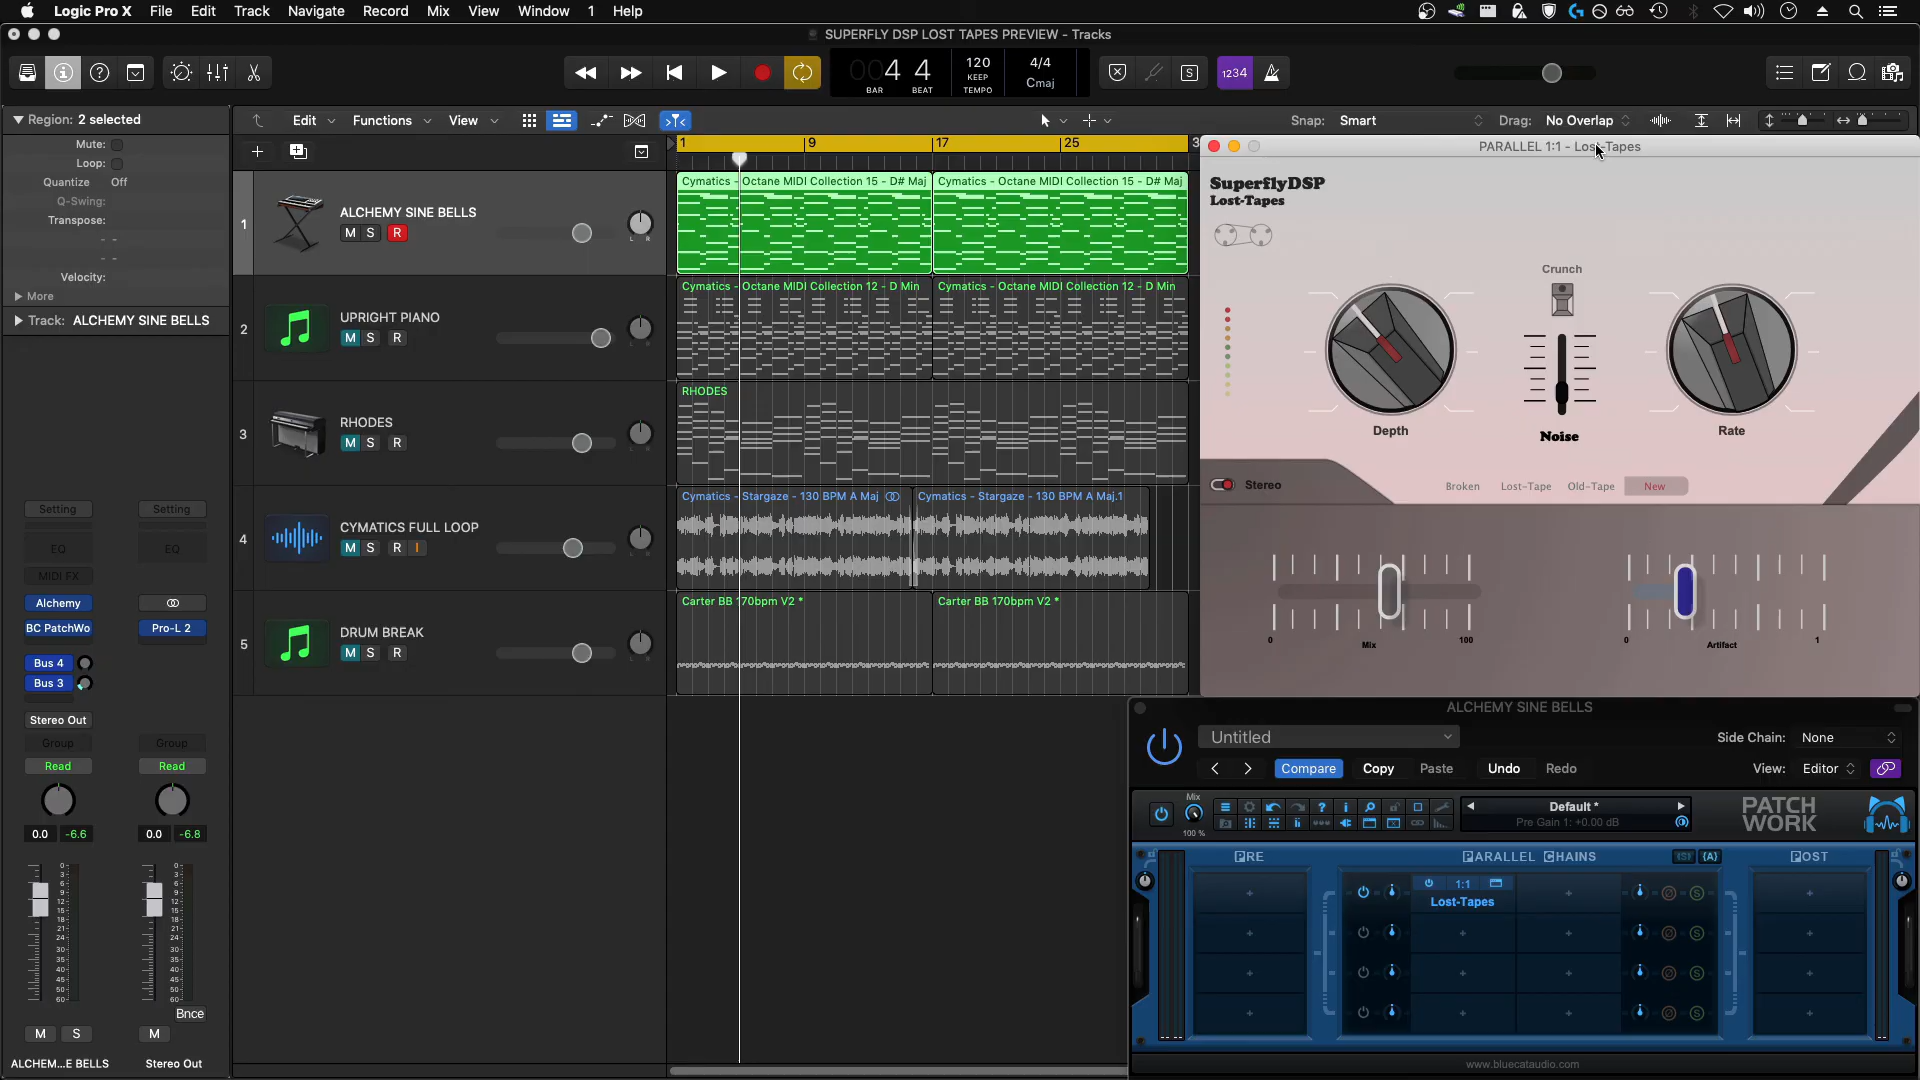 Logic Pro X File Edit Track Navigate Record Mix View Window 1 Help
SUPERFLY DSP LOST TAPES PREVIEW - Tracks
4 4 120 4/4
KEEP Cmaj
BAR BEAT TEMPO
S 1234
Region: 2 selected
Mute:
Loop:
Quantize Off
Q-Swing:
Transpose:
Velocity:
More
Track: ALCHEMY SINE BELLS
Edit Functions View Snap: Smart Drag: No Overlap
1 9 17 25 3
1 ALCHEMY SINE BELLS
M S R
L R
Cymatics - Octane MIDI Collection 15 - D# Maj
Cymatics - Octane MIDI Collection 15 - D# Maj
2 UPRIGHT PIANO
M S R
Cymatics - Octane MIDI Collection 12 - D Min
Cymatics - Octane MIDI Collection 12 - D Min
3 RHODES
M S R
RHODES
4 CYMATICS FULL LOOP
M S R I
Cymatics - Stargaze - 130 BPM A Maj
Cymatics - Stargaze - 130 BPM A Maj.1
5 DRUM BREAK
M S R
Carter BB 170bpm V2 *
Carter BB 170bpm V2 *
Setting Setting
EQ EQ
MIDI FX
Alchemy
BC PatchWo Pro-L 2
Bus 4
Bus 3
Stereo Out
Group Group
Read Read
0.0 -6.6 0.0 -6.8
Bnce
M S M
ALCHEM...E BELLS Stereo Out
PARALLEL 1:1 - Lost-Tapes
SuperflyDSP
Lost-Tapes
Crunch
Depth Noise Rate
Stereo Broken Lost-Tape Old-Tape New
0 100 0 1
Mix Artifact
ALCHEMY SINE BELLS
Untitled Side Chain: None
Compare Copy Paste Undo Redo View: Editor
Mix
100 %
Default *
Pre Gain 1: +0.00 dB
PATCH
WORK
PRE PARALLEL CHAINS (S) (A) POST
1:1
Lost-Tapes
www.bluecataudio.com